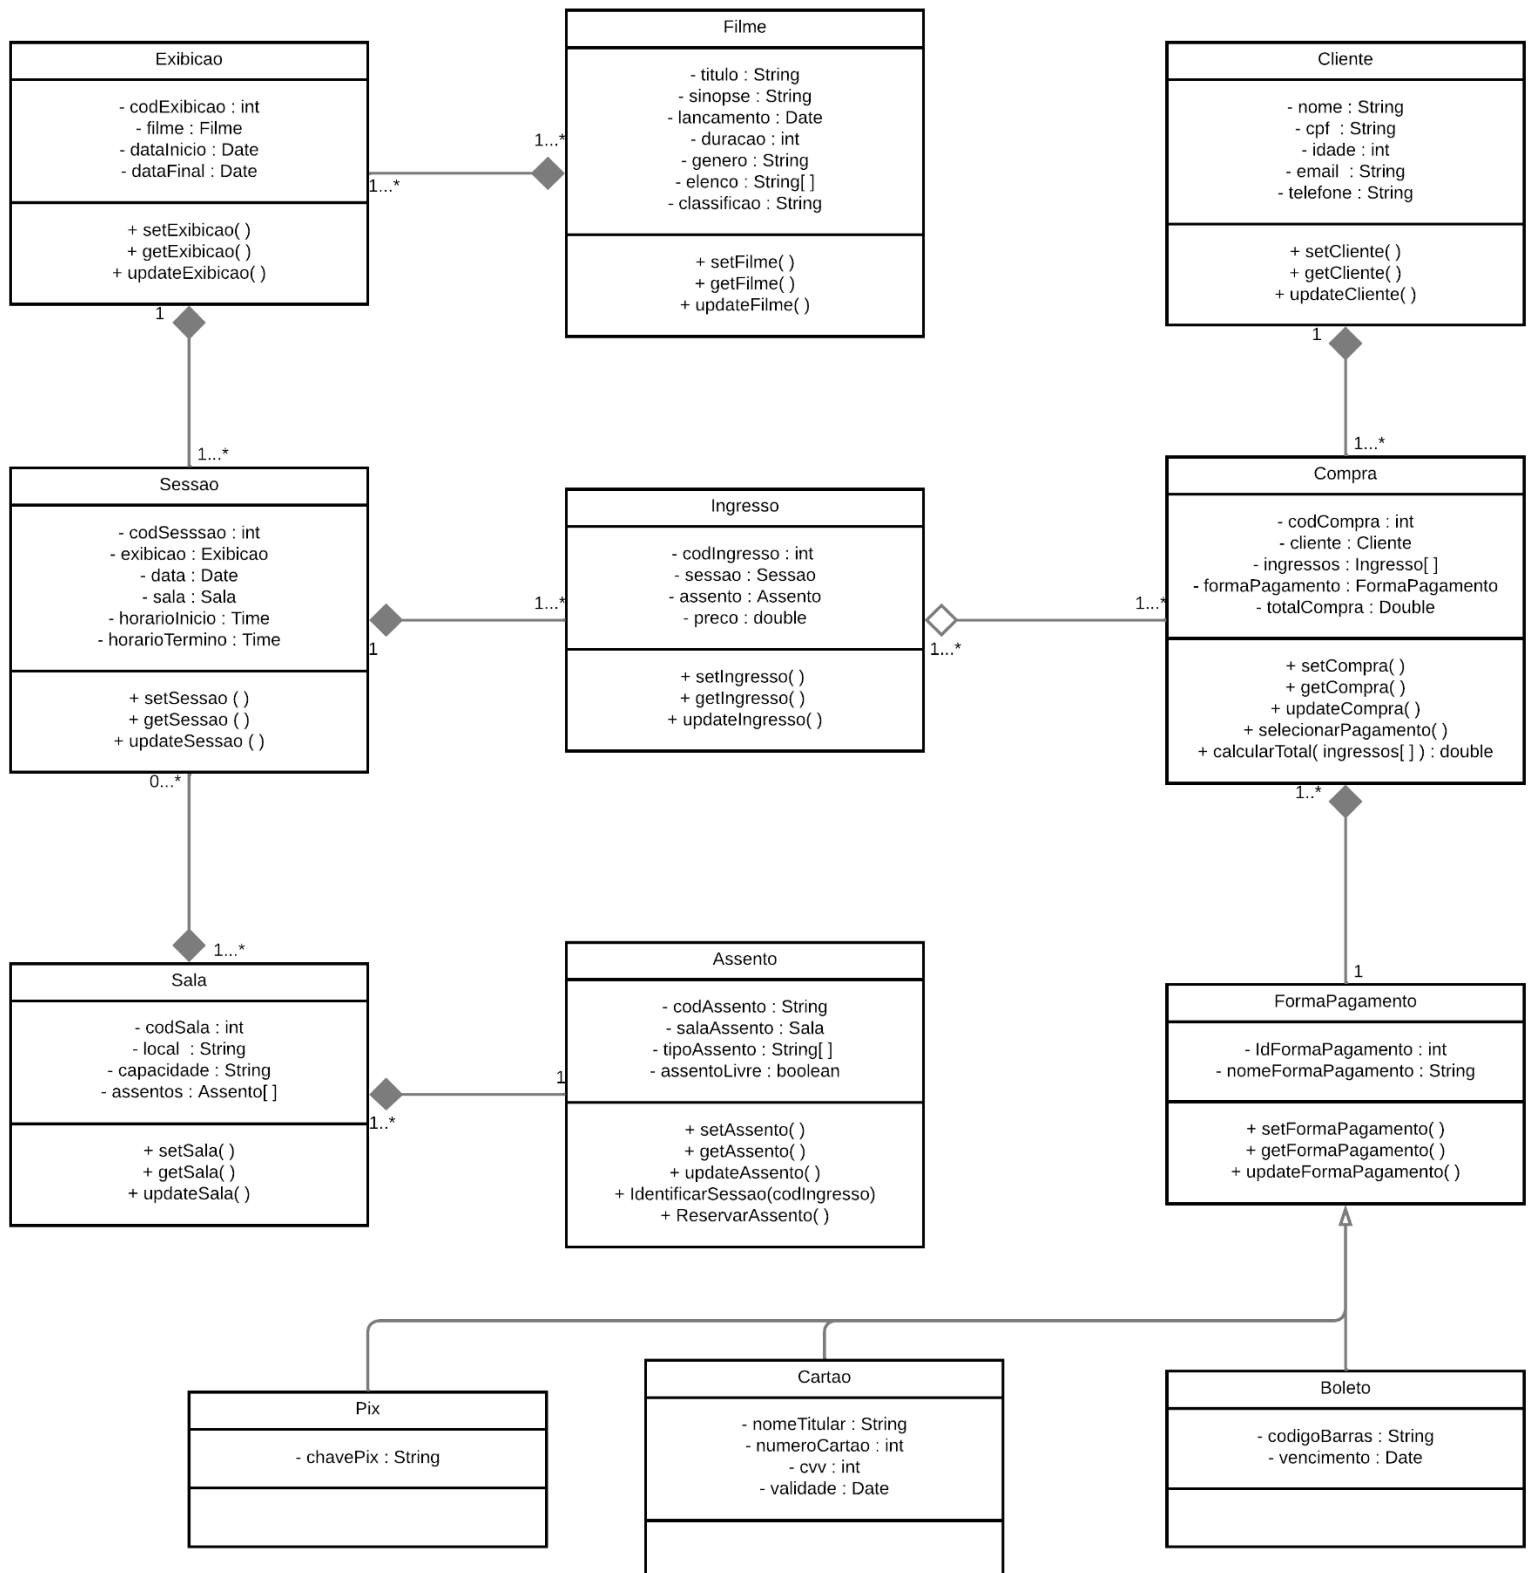 Exibicao
- codExibicao : int
- filme : Filme
- dataInicio : Date
- dataFinal : Date
+ setExibicao( )
+ getExibicao( )
+ updateExibicao( )
1...*
1...*
Filme
- titulo : String
- sinopse : String
- lancamento : Date
- duracao : int
- genero : String
- elenco : String[ ]
- classificao : String
+ setFilme( )
+ getFilme( )
+ updateFilme( )
Cliente
- nome : String
- cpf  : String
- idade : int
- email  : String
- telefone : String
+ setCliente( )
+ getCliente( )
+ updateCliente( )
1
1...*
1
1...*
Sessao
- codSesssao : int
- exibicao : Exibicao
- data : Date
- sala : Sala
- horarioInicio : Time
- horarioTermino : Time
+ setSessao ( )
+ getSessao ( )
+ updateSessao ( )
1
1...*
Ingresso
- codIngresso : int
- sessao : Sessao
- assento : Assento
- preco : double
+ setIngresso( )
+ getIngresso( )
+ updateIngresso( )
1...*
1...*
Compra
- codCompra : int
- cliente : Cliente
- ingressos : Ingresso[ ]
- formaPagamento : FormaPagamento
- totalCompra : Double
+ setCompra( )
+ getCompra( )
+ updateCompra( )
+ selecionarPagamento( )
+ calcularTotal( ingressos[ ] ) : double
0...*
1...*
1..*
1
Sala
- codSala : int
- local  : String
- capacidade : String
- assentos : Assento[ ]
+ setSala( )
+ getSala( )
+ updateSala( )
1..*
1
Assento
- codAssento : String
- salaAssento : Sala
- tipoAssento : String[ ]
- assentoLivre : boolean
+ setAssento( )
+ getAssento( )
+ updateAssento( )
+ IdentificarSessao(codIngresso)
+ ReservarAssento( )
FormaPagamento
- IdFormaPagamento : int
- nomeFormaPagamento : String
+ setFormaPagamento( )
+ getFormaPagamento( )
+ updateFormaPagamento( )
Pix
- chavePix : String
Cartao
- nomeTitular : String
- numeroCartao : int
- cvv : int
- validade : Date
Boleto
- codigoBarras : String
- vencimento : Date